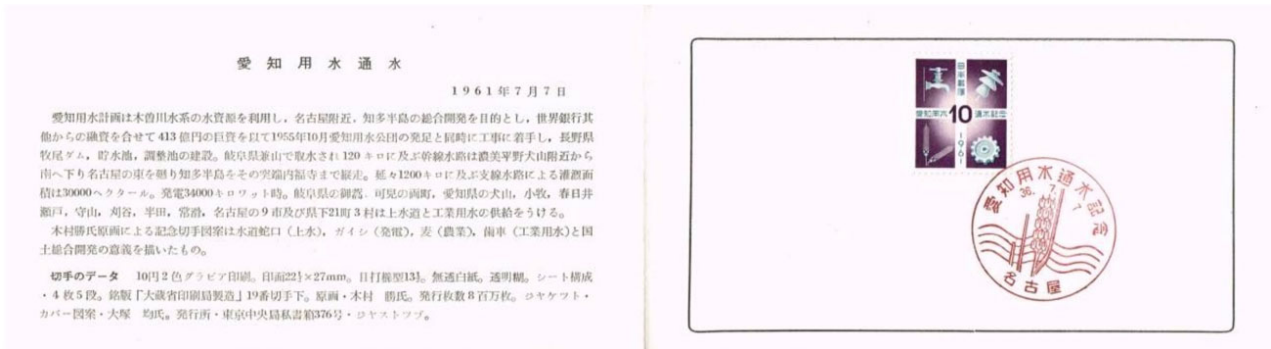 愛知用水通水
1961年7月7日
愛知用水計画は木曽川水系の水資源を利用し，名古屋附近，知多半島の総合開発を目的とし，世界銀行其
他からの融資を合せて413億円の巨資を以て1955年10月愛知用水公団の発足と同時に工事に着手し，長野県
牧尾ダム，貯水池，調整池の建設。岐阜県兼山で取水され120キロに及ぶ幹線水路は濃美平野犬山附近から
南へ下り名古屋の東を廻り知多半島をその突端内福寺まで縦走。延々1200キロに及ぶ支線水路による灌漑面
積は30000ヘクタール。発電34000キロワット時。岐阜県の御嵩，可児の両町，愛知県の犬山，小牧，春日井
瀬戸，守山，刈谷，半田，常滑，名古屋の9市及び県下21町3村は上水道と工業用水の供給をうける。
木村勝氏原画による記念切手図案は水道蛇口（上水），ガイシ（発電），麦（農業），歯車（工業用水）と国
土総合開発の意義を描いたもの。
切手のデータ 10円2色グラビア印刷。印面22½×27mm。目打櫛型13½。無透白紙。透明糊。シート構成
・4枚5段。銘版「大蔵省印刷局製造」19番切手下。原画・木村 勝氏。発行枚数8百万枚。ジャケット・
カバー図案・大塚 均氏。発行所・東京中央局私書箱376号・ジャストップ。
日本郵便
愛知用水 10 通水記念
1961
愛知用水通水記念
36.7.7
名古屋